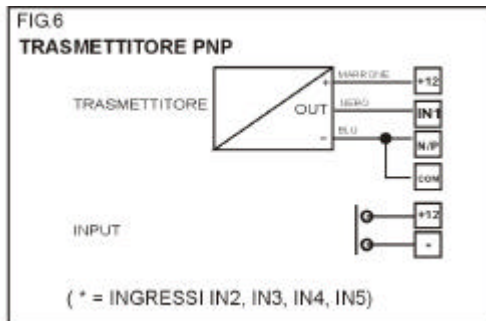 FIG.6
TRASMETTITORE PNP
MARRONE
+12
TRASMETTITORE
+
OUT
NERO
IN1
-
BLU
N/P
COM
+12
INPUT
-
( * = INGRESSI IN2, IN3, IN4, IN5)